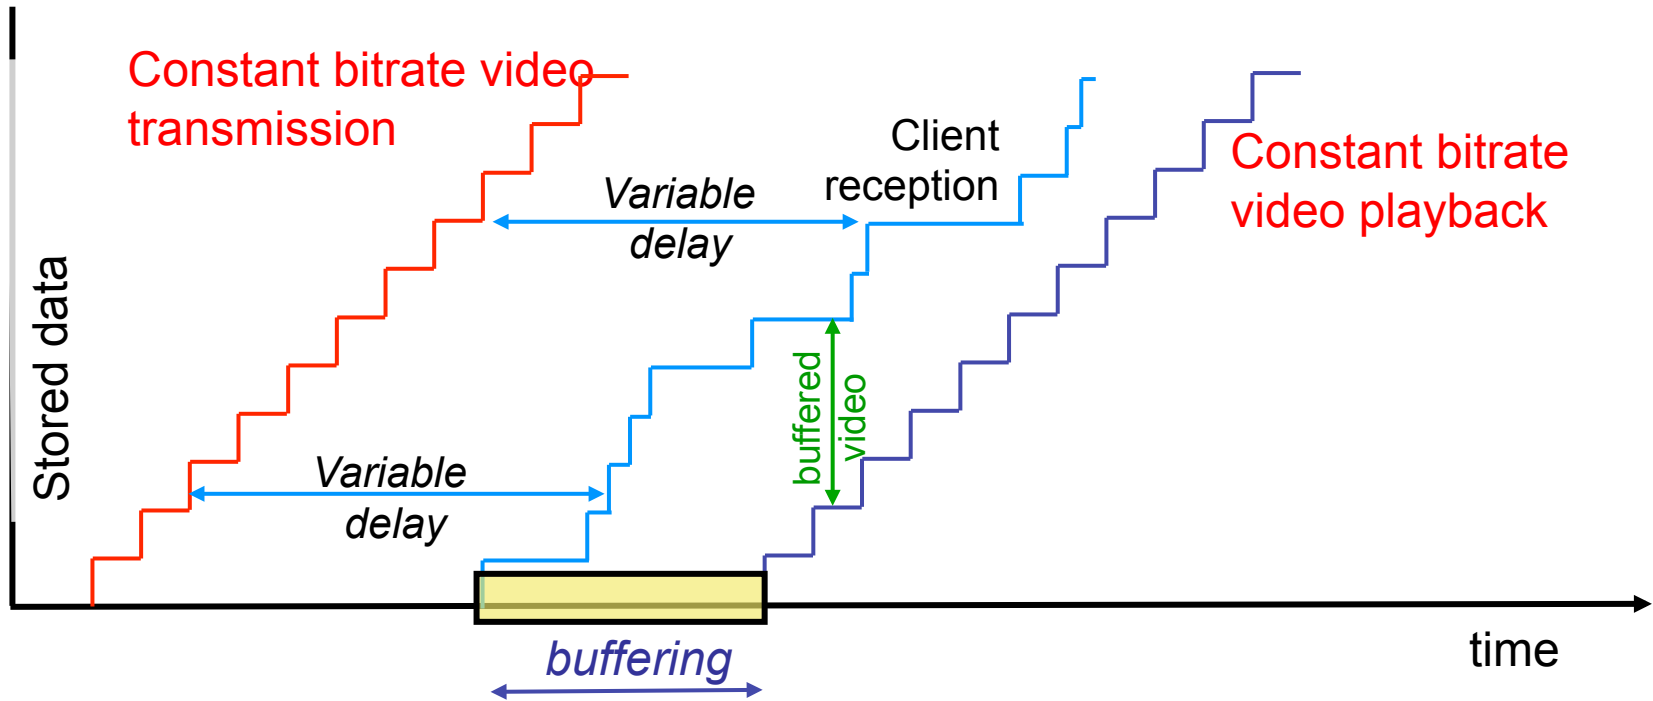 Constant bitrate video
transmission
Client
reception
Constant bitrate
video playback
Variable
delay
Stored data
buffered
video
Variable
delay
buffering
time